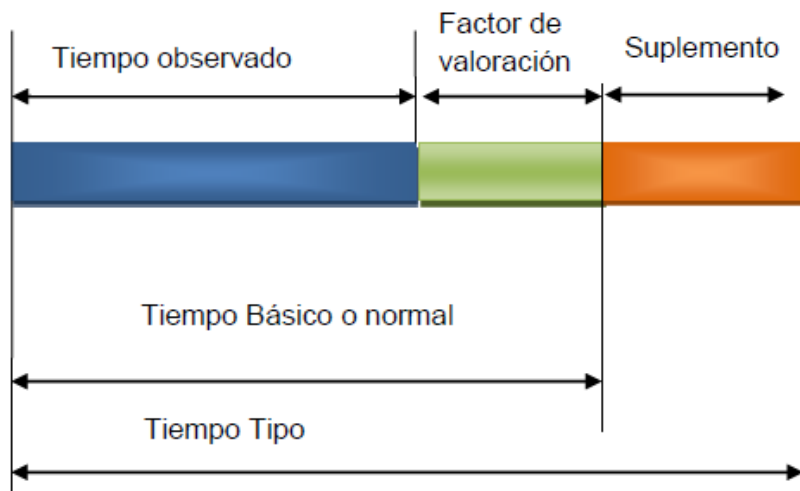 Tiempo observado
Factor de
valoración
Suplemento
Tiempo Básico o normal
Tiempo Tipo